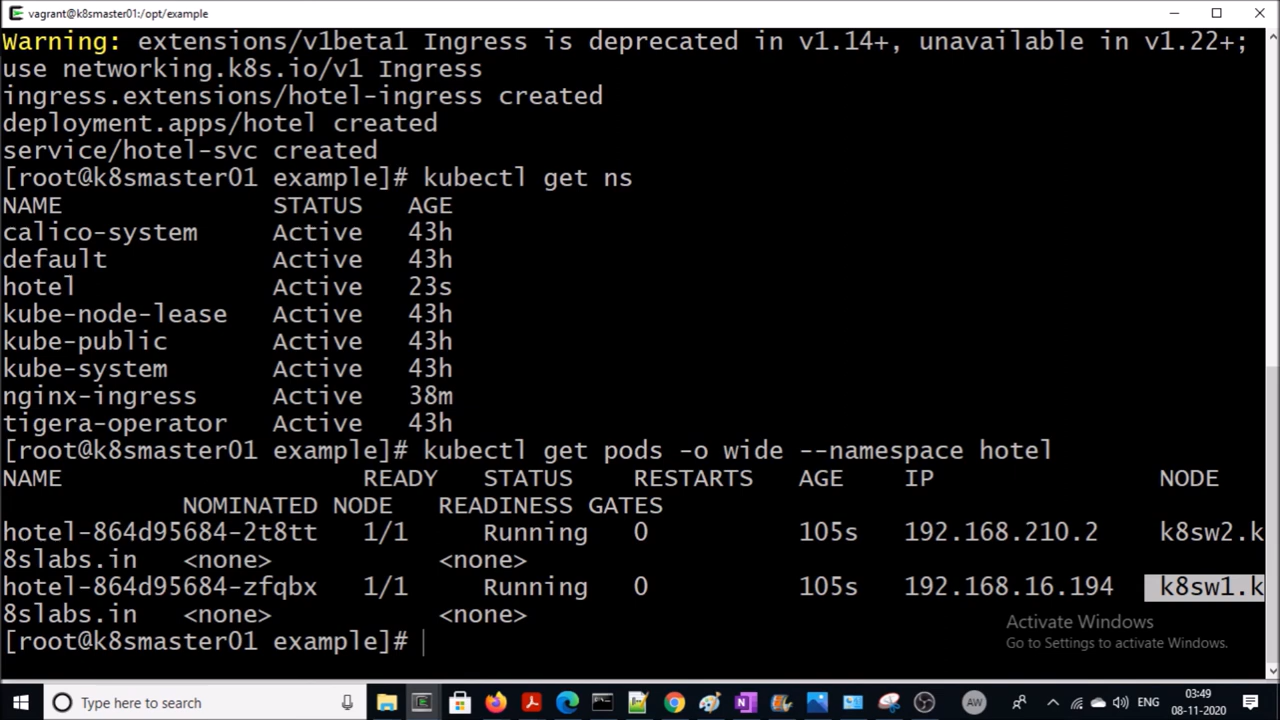 vagrant@k8smaster01:/opt/example
Warning: extensions/v1beta1 Ingress is deprecated in v1.14+, unavailable in v1.22+;
use networking.k8s.io/v1 Ingress
ingress.extensions/hotel-ingress created
deployment.apps/hotel created
service/hotel-svc created
[root@k8smaster01 example]# kubectl get ns
NAME STATUS AGE
calico-system Active 43h
default Active 43h
hotel Active 23s
kube-node-lease Active 43h
kube-public Active 43h
kube-system Active 43h
nginx-ingress Active 38m
tigera-operator Active 43h
[root@k8smaster01 example]# kubectl get pods -o wide --namespace hotel
NAME READY STATUS RESTARTS AGE IP NODE
NOMINATED NODE READINESS GATES
hotel-864d95684-2t8tt 1/1 Running 0 105s 192.168.210.2 k8sw2.k
8slabs.in <none> <none>
hotel-864d95684-zfqbx 1/1 Running 0 105s 192.168.16.194 k8sw1.k
8slabs.in <none> <none>
[root@k8smaster01 example]#
Activate Windows
Go to Settings to activate Windows.
Type here to search
AW
ENG
03:49
08-11-2020